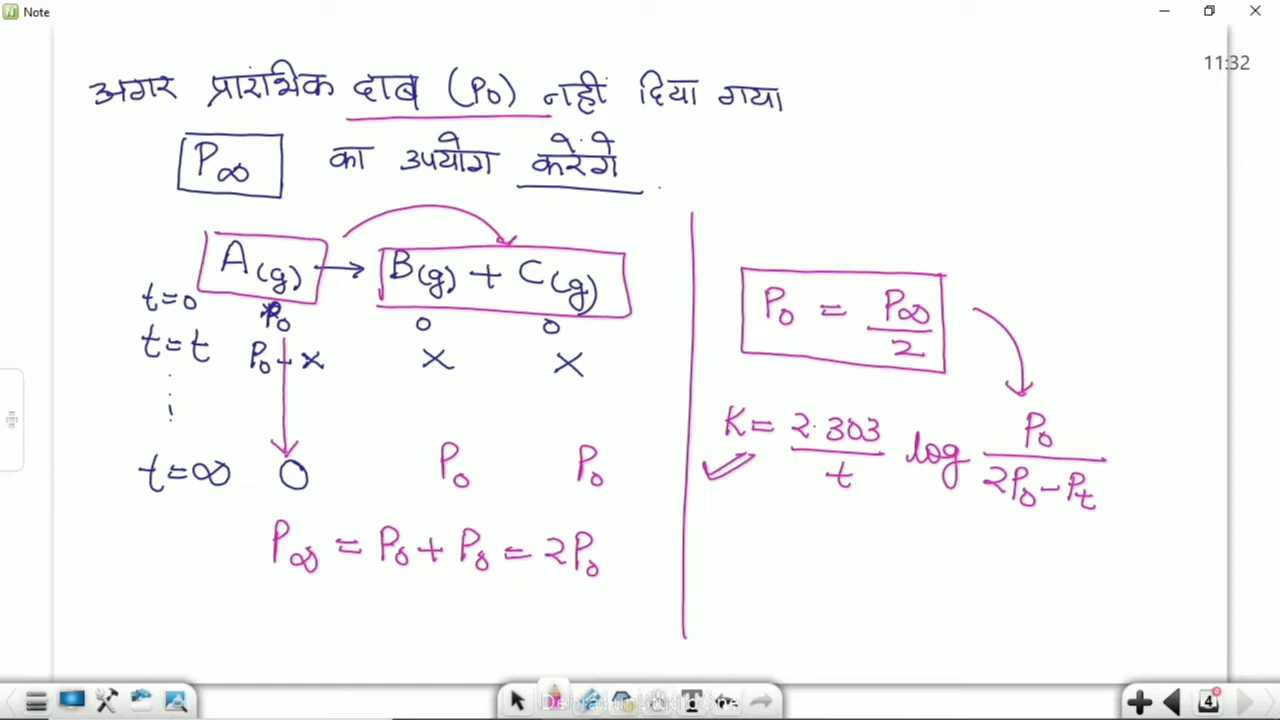 Note
11:32
अगर प्रारंभिक दाब (P₀) नहीं दिया गया
P∞ का उपयोग करेंगे
A(g) → B(g) + C(g)
t=0 P₀ 0 0
t=t P₀-x x x
t=∞ 0 P₀ P₀
P∞ = P₀ + P₀ = 2P₀
P₀ = P∞/2
K = 2.303/t log P₀/2P₀-Pt
4